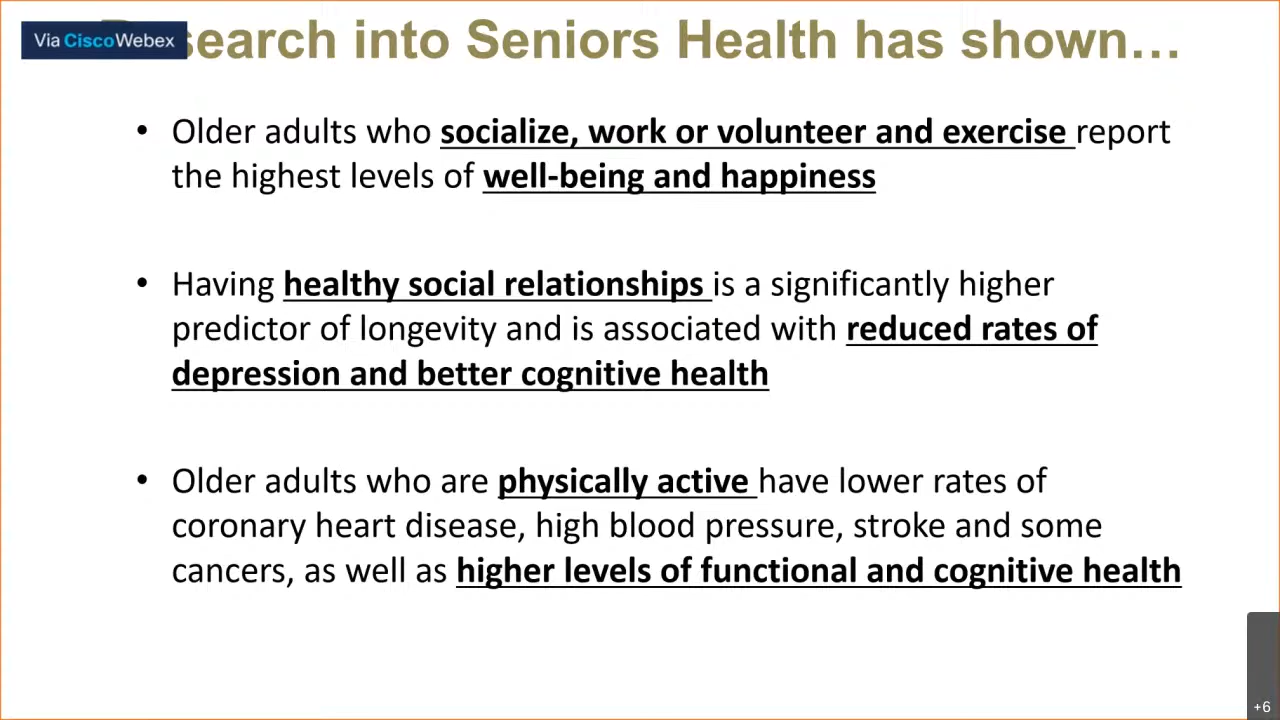 Via CiscoWebex
search into Seniors Health has shown…
• Older adults who socialize, work or volunteer and exercise report
the highest levels of well-being and happiness
• Having healthy social relationships is a significantly higher
predictor of longevity and is associated with reduced rates of
depression and better cognitive health
• Older adults who are physically active have lower rates of
coronary heart disease, high blood pressure, stroke and some
cancers, as well as higher levels of functional and cognitive health
+6